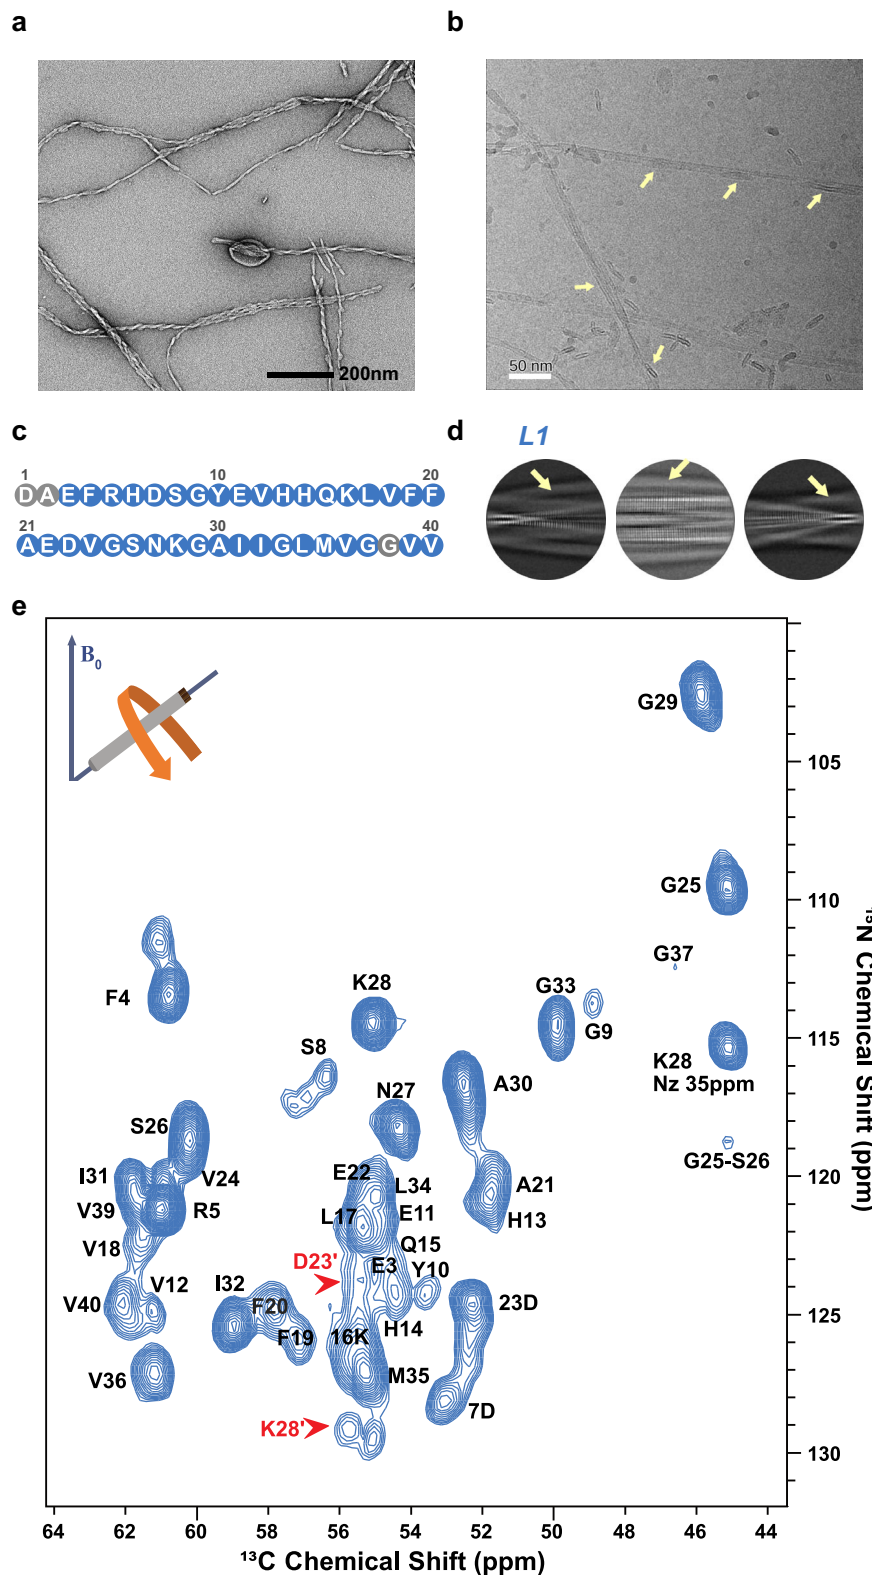 a
b
200nm
50 nm
c
1 10 20
DAEFRHDSGYEVHHQKLVFF
21 30 40
AEDVGSNKGAIIGLMVGGVV
d
L1
e
B0
G29
G25
G37
F4
K28
G33
G9
S8
K28
Nz 35ppm
A30
N27
S26
G25-S26
I31
V24
E22
L34
A21
V39
R5
L17
E11
H13
V18
Q15
D23'
E3
Y10
V12
I32
V40
F20
23D
F19
16K
H14
V36
M35
7D
K28'
105
110
115
120
125
130
15N Chemical Shift (ppm)
64 62 60 58 56 54 52 50 48 46 44
¹³C Chemical Shift (ppm)